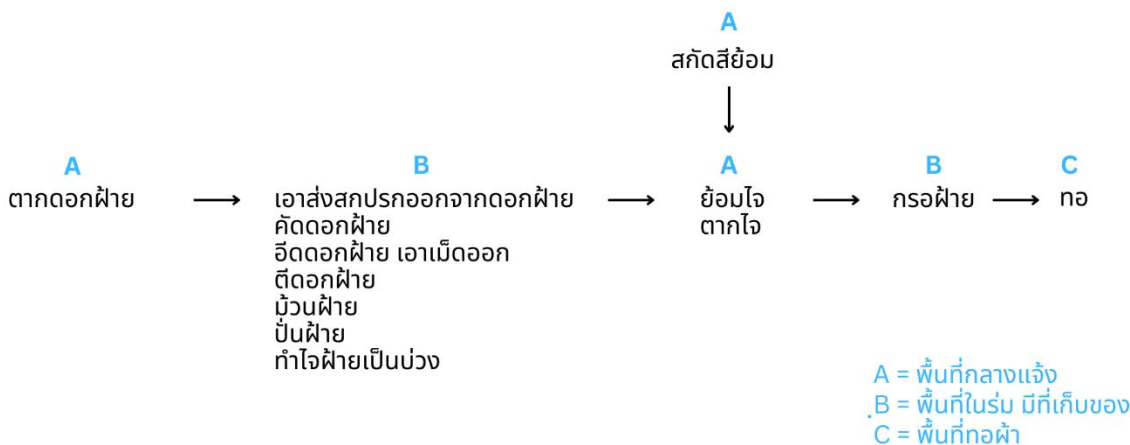 A
สกัดสีย้อม
A
ตากดอกฝ้าย
B
เอาส่งสกปรกออกจากดอกฝ้าย
คัดดอกฝ้าย
อีดดอกฝ้าย เอาเม็ดออก
ตีดอกฝ้าย
ม้วนฝ้าย
ปั่นฝ้าย
ทำไจฝ้ายเป็นบ่วง
A
ย้อมไจ
ตากไจ
B
กรอฝ้าย
C
ทอ
A = พื้นที่กลางแจ้ง
B = พื้นที่ในร่ม มีที่เก็บของ
C = พื้นที่ทอผ้า